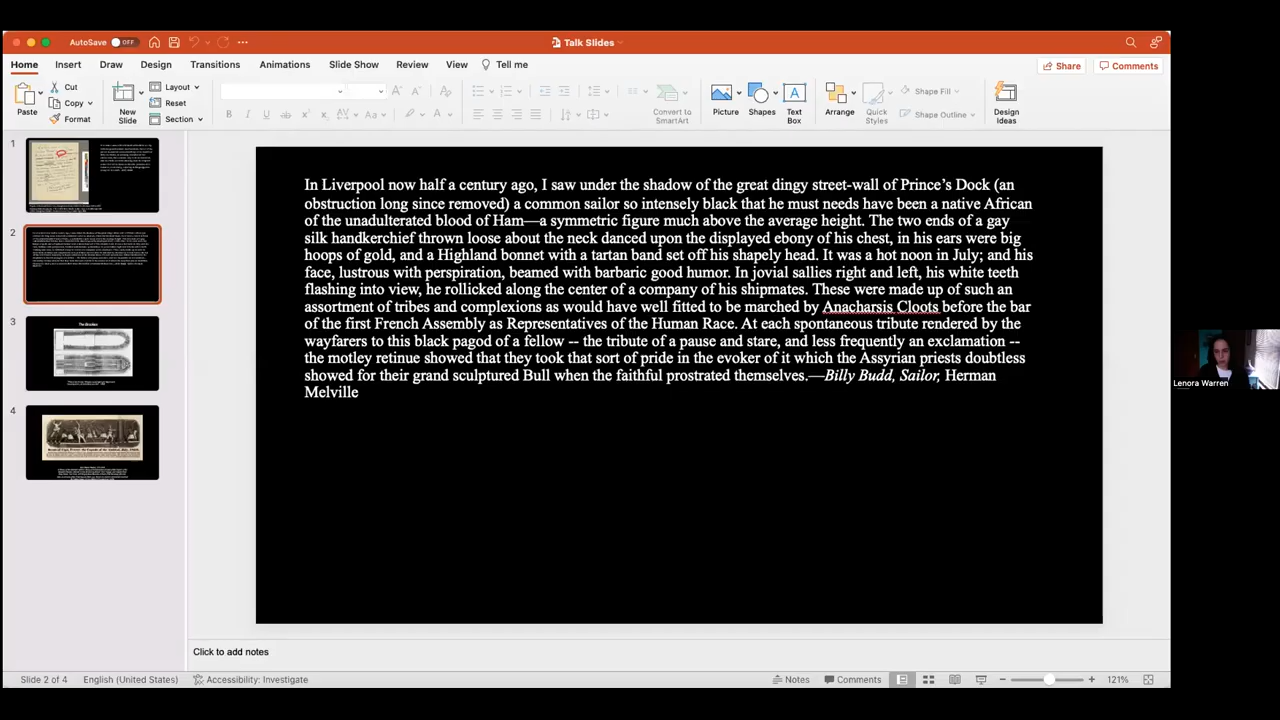 AutoSave OFF
Talk Slides
Home Insert Draw Design Transitions Animations Slide Show Review View Tell me
Share Comments
Paste
Cut
Copy
Format
New Slide
Layout
Reset
Section
Convert to SmartArt
Picture
Shapes
Text Box
Arrange
Quick Styles
Shape Fill
Shape Outline
Design Ideas
1
2
3
4
In Liverpool now half a century ago, I saw under the shadow of the great dingy street-wall of Prince's Dock (an
obstruction long since removed) a common sailor so intensely black that he must needs have been a native African
of the unadulterated blood of Ham—a symmetric figure much above the average height. The two ends of a gay
silk handkerchief thrown loose about the neck danced upon the displayed ebony of his chest, in his ears were big
hoops of gold, and a Highland bonnet with a tartan band set off his shapely head. It was a hot noon in July; and his
face, lustrous with perspiration, beamed with barbaric good humor. In jovial sallies right and left, his white teeth
flashing into view, he rollicked along the center of a company of his shipmates. These were made up of such an
assortment of tribes and complexions as would have well fitted to be marched by Anacharsis Cloots before the bar
of the first French Assembly as Representatives of the Human Race. At each spontaneous tribute rendered by the
wayfarers to this black pagod of a fellow -- the tribute of a pause and stare, and less frequently an exclamation --
the motley retinue showed that they took that sort of pride in the evoker of it which the Assyrian priests doubtless
showed for their grand sculptured Bull when the faithful prostrated themselves.—Billy Budd, Sailor, Herman
Melville
Lenora Warren
Click to add notes
Slide 2 of 4 English (United States) Accessibility: Investigate
Notes Comments 121%